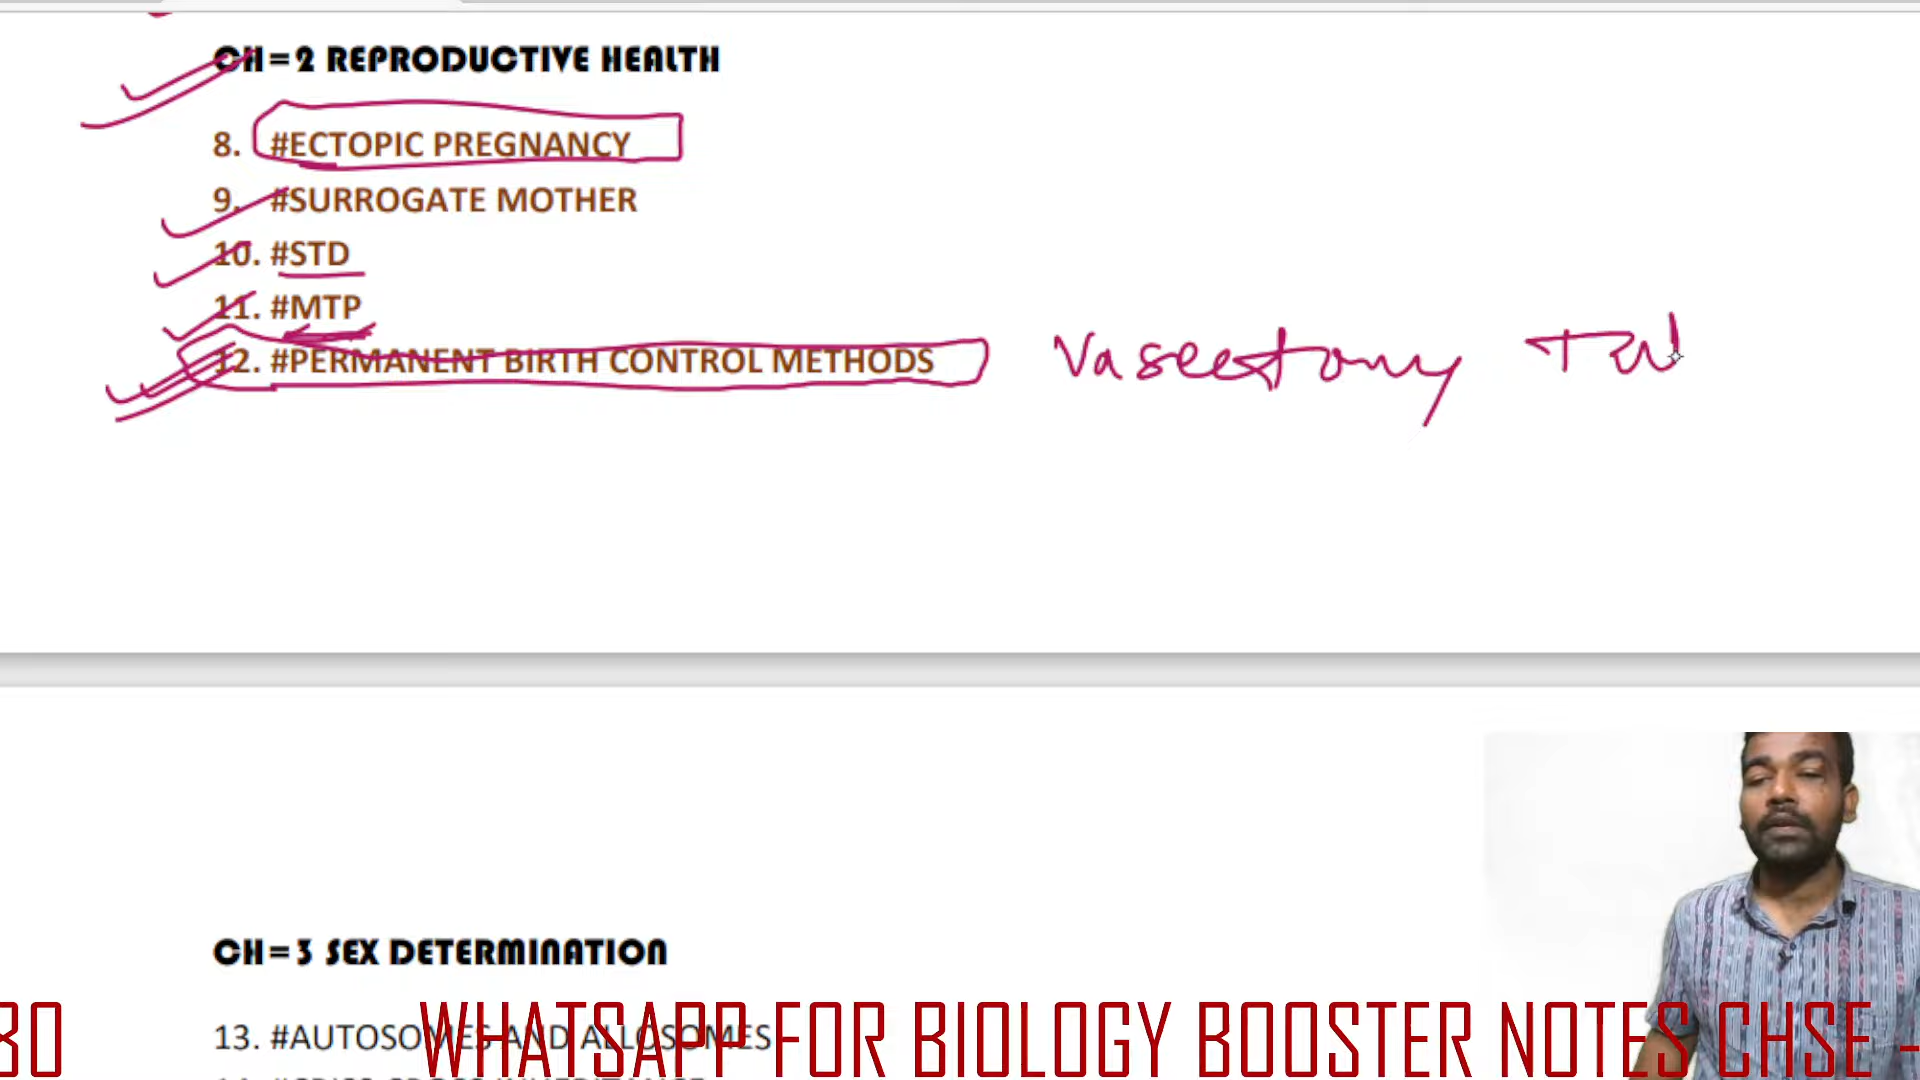 CH=2 REPRODUCTIVE HEALTH
8. #ECTOPIC PREGNANCY
9. #SURROGATE MOTHER
10. #STD
11. #MTP
12. #PERMANENT BIRTH CONTROL METHODS Vasectomy
CH=3 SEX DETERMINATION
80 WHATSAPP FOR BIOLOGY BOOSTER NOTES CHSE -
13. #AUTOSOMES AND ALLOSOMES